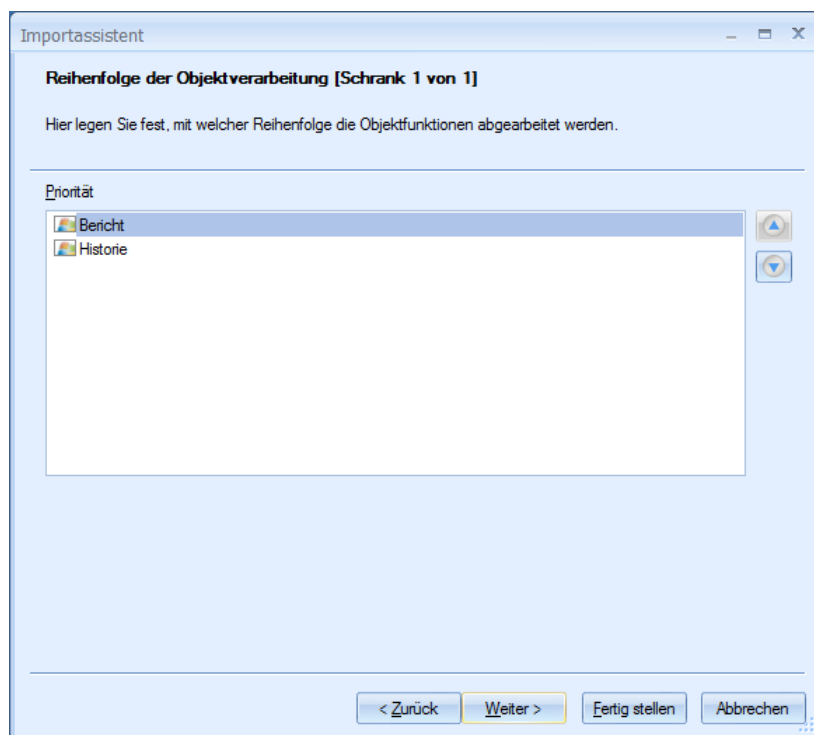 Importassistent
Reihenfolge der Objektverarbeitung [Schrank 1 von 1]
Hier legen Sie fest, mit welcher Reihenfolge die Objektfunktionen abgearbeitet werden.
Priorität
Bericht
Historie
< Zurück Weiter > Fertig stellen Abbrechen